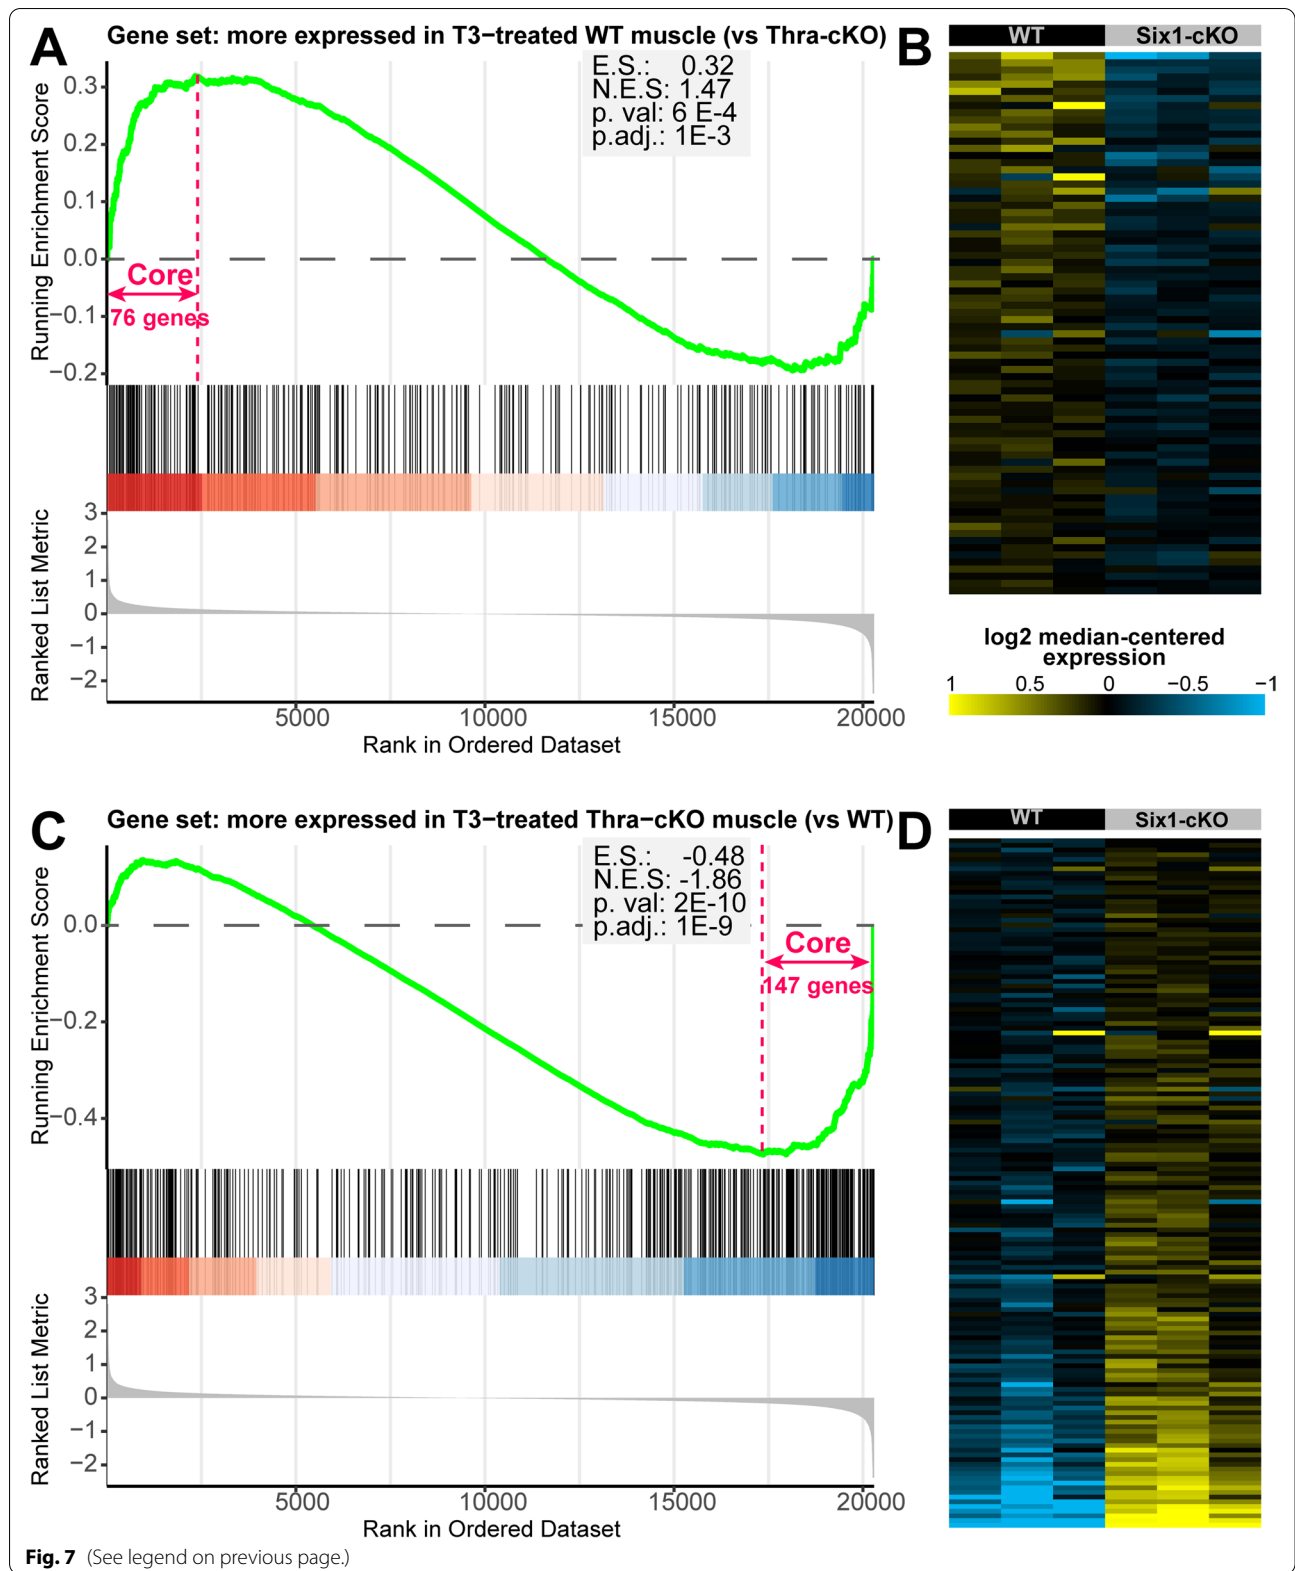 A
Gene set: more expressed in T3−treated WT muscle (vs Thra-cKO)
E.S.: 0.32
N.E.S: 1.47
p. val: 6 E-4
p.adj.: 1E-3
Running Enrichment Score
0.3
0.2
0.1
0.0
−0.1
−0.2
Core
76 genes
Ranked List Metric
3
2
1
0
−1
−2
5000 10000 15000 20000
Rank in Ordered Dataset
B
WT Six1-cKO
log2 median-centered
expression
1 0.5 0 −0.5 −1
C
Gene set: more expressed in T3−treated Thra−cKO muscle (vs WT)
E.S.: -0.48
N.E.S: -1.86
p. val: 2E-10
p.adj.: 1E-9
Running Enrichment Score
0.0
−0.2
−0.4
Core
147 genes
Ranked List Metric
3
2
1
0
−1
−2
5000 10000 15000 20000
Rank in Ordered Dataset
D
WT Six1-cKO
Fig. 7 (See legend on previous page.)